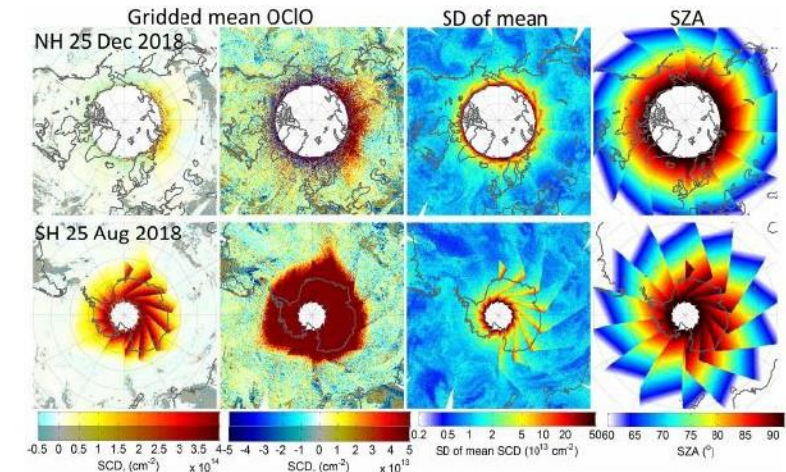 Gridded mean OClO SD of mean SZA
NH 25 Dec 2018
SH 25 Aug 2018
-1 -0.5 0 0.5 1 1.5 2 2.5 3 3.5 4
SCD, (cm⁻²) x 10¹⁴
-5 -4 -3 -2 -1 0 1 2 3 4 5
SCD, (cm⁻²) x 10¹³
0.2 0.5 1 2 5 10 20 50
SD of mean SCD (10¹³ cm⁻²)
60 65 70 75 80 85 90
SZA (°)